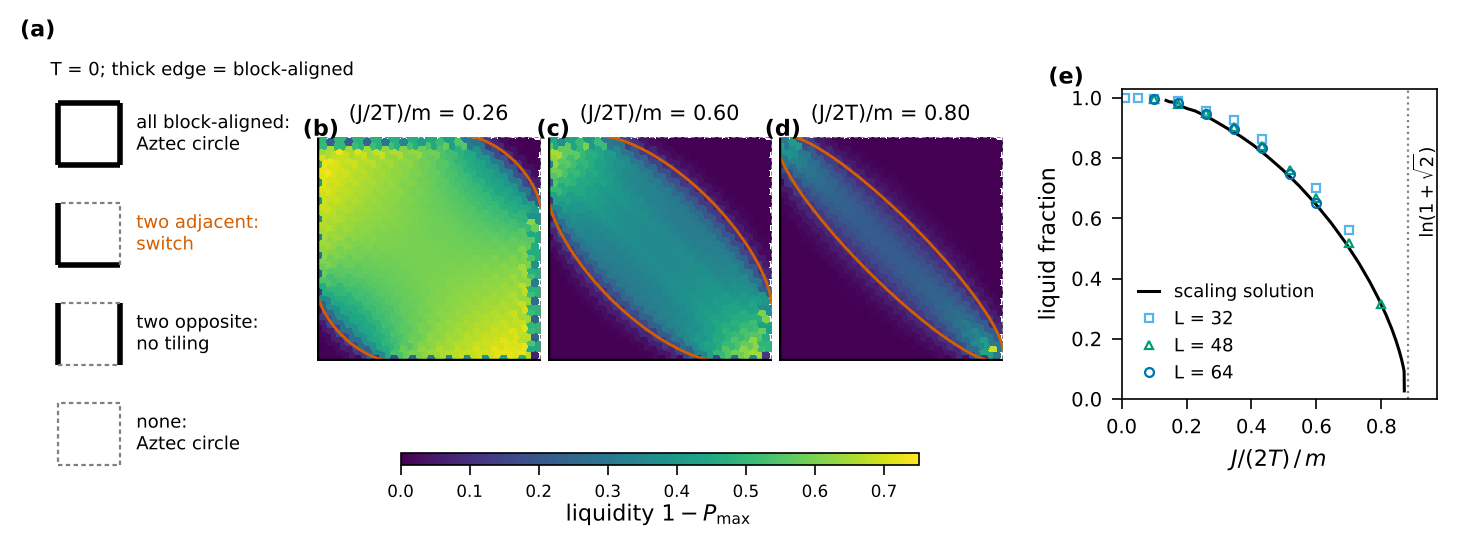 (a)
T = 0; thick edge = block-aligned
all block-aligned:
Aztec circle
two adjacent:
switch
two opposite:
no tiling
none:
Aztec circle
(b)
(J/2T)/m = 0.26
(c)
(J/2T)/m = 0.60
(d)
(J/2T)/m = 0.80
0.0 0.1 0.2 0.3 0.4 0.5 0.6 0.7
liquidity 1 − Pmax
(e)
liquid fraction
1.0
0.8
0.6
0.4
0.2
0.0
ln(1 + √2)
scaling solution
L = 32
L = 48
L = 64
0.0 0.2 0.4 0.6 0.8
J/(2T) / m